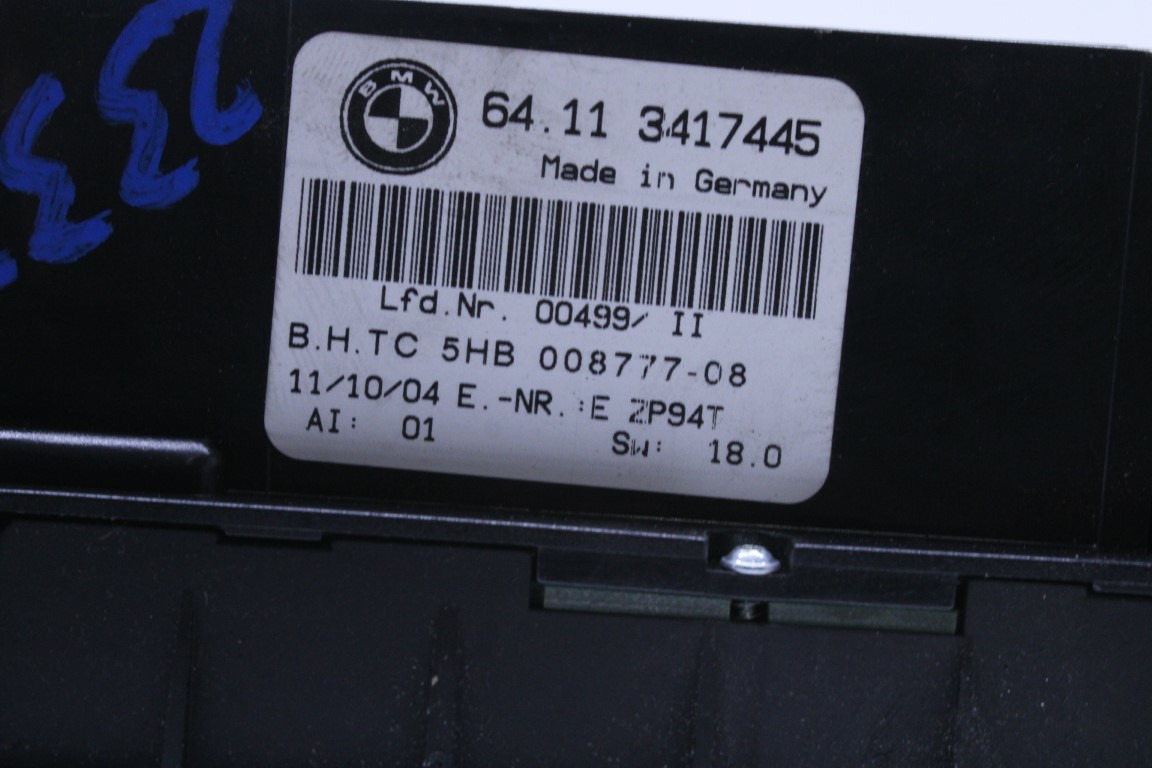 BMW
64.11 3417445
Made in Germany
Lfd.Nr. 00499/ II
B.H.TC 5HB 008777-08
11/10/04 E.-NR.:E ZP94T
AI: 01 Sw: 18.0